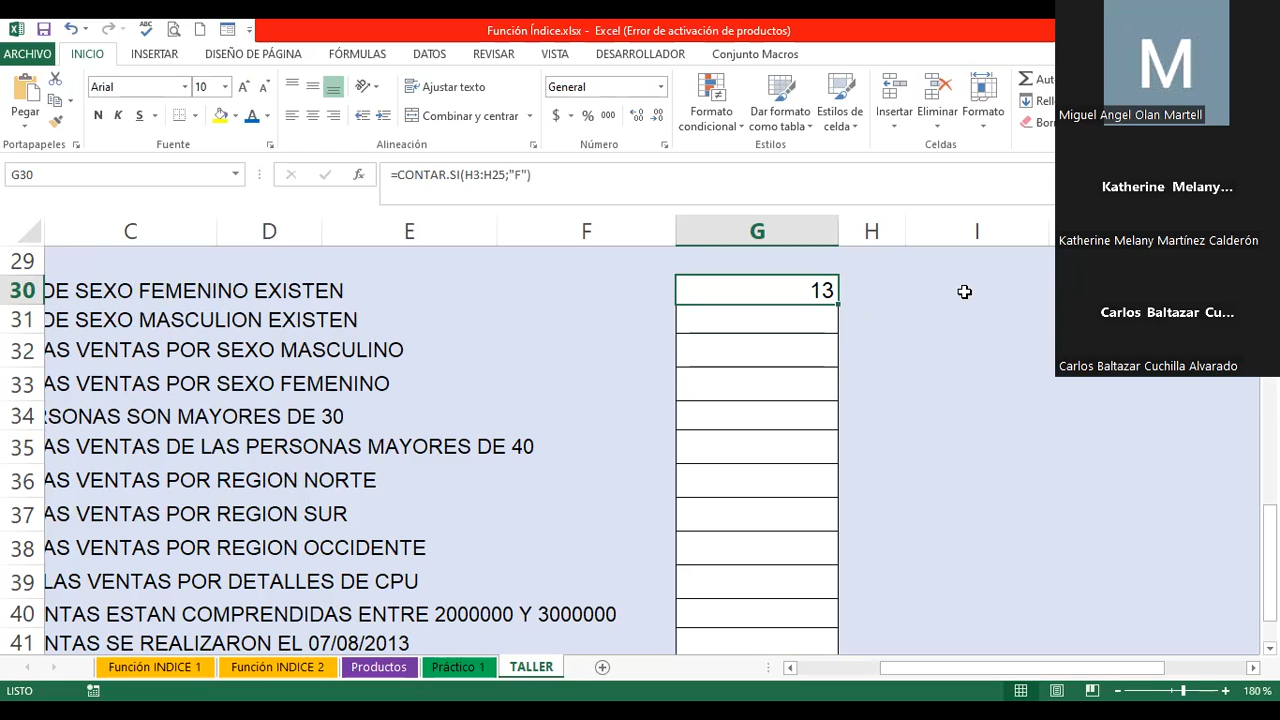 Función Índice.xlsx - Excel (Error de activación de productos)
ARCHIVO INICIO INSERTAR DISEÑO DE PÁGINA FÓRMULAS DATOS REVISAR VISTA DESARROLLADOR Conjunto Macros
Pegar
Arial 10
Ajustar texto
General
N K S
Combinar y centrar
$ % 000
Formato condicional
Dar formato como tabla
Estilos de celda
Insertar Eliminar Formato
Portapapeles Fuente Alineación Número Estilos Celdas
G30 =CONTAR.SI(H3:H25;"F")
C D E F G H I
29
30 DE SEXO FEMENINO EXISTEN 13
31 DE SEXO MASCULION EXISTEN
32 AS VENTAS POR SEXO MASCULINO
33 AS VENTAS POR SEXO FEMENINO
34 RSONAS SON MAYORES DE 30
35 AS VENTAS DE LAS PERSONAS MAYORES DE 40
36 AS VENTAS POR REGION NORTE
37 AS VENTAS POR REGION SUR
38 AS VENTAS POR REGION OCCIDENTE
39 LAS VENTAS POR DETALLES DE CPU
40 NTAS ESTAN COMPRENDIDAS ENTRE 2000000 Y 3000000
41 NTAS SE REALIZARON EL 07/08/2013
Función INDICE 1 Función INDICE 2 Productos Práctico 1 TALLER
LISTO 180 %
M
Miguel Angel Olan Martell
Katherine Melany...
Katherine Melany Martínez Calderón
Carlos Baltazar Cu...
Carlos Baltazar Cuchilla Alvarado